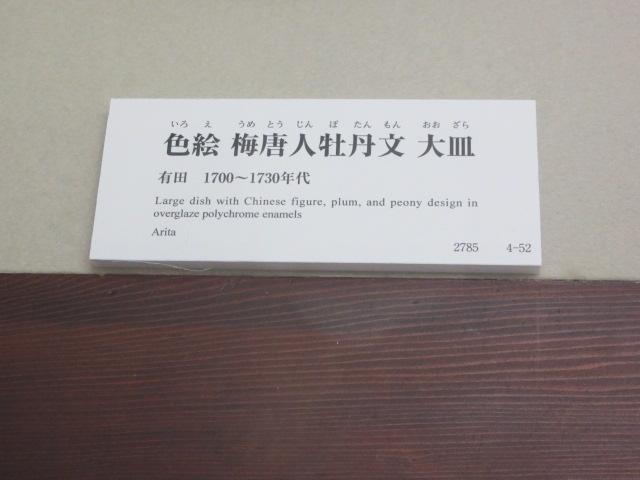 いろ え うめ とう じん ぼ たん もん おお ざら
色絵 梅唐人牡丹文 大皿
有田 1700～1730年代
Large dish with Chinese figure, plum, and peony design in
overglaze polychrome enamels
Arita
2785 4-52